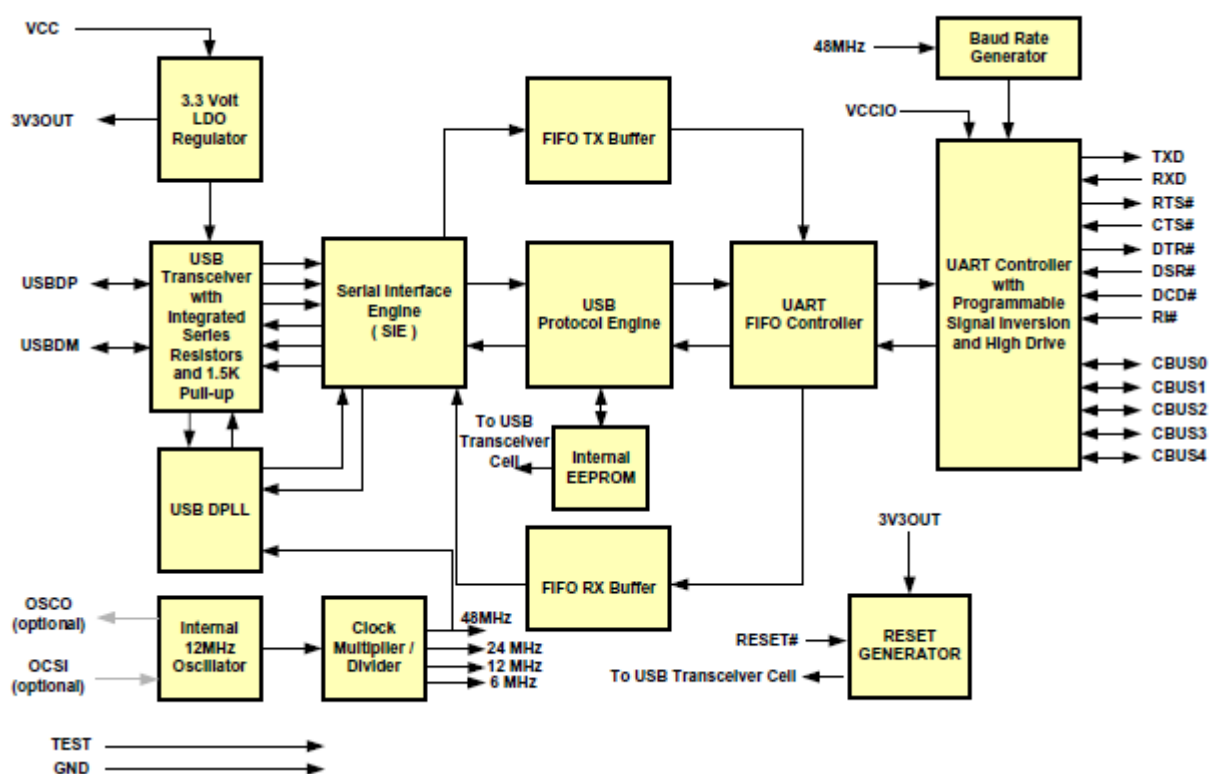 VCC
3.3 Volt
LDO
Regulator
3V3OUT
48MHz
Baud Rate
Generator
VCCIO
FIFO TX Buffer
USBDP
USBDM
USB
Transceiver
with
Integrated
Series
Resistors
and 1.5K
Pull-up
Serial Interface
Engine
( SIE )
USB
Protocol Engine
UART
FIFO Controller
UART Controller
with
Programmable
Signal Inversion
and High Drive
TXD
RXD
RTS#
CTS#
DTR#
DSR#
DCD#
RI#
CBUS0
CBUS1
CBUS2
CBUS3
CBUS4
To USB
Transceiver
Cell
Internal
EEPROM
USB DPLL
FIFO RX Buffer
3V3OUT
RESET#
RESET
GENERATOR
To USB Transceiver Cell
OSCO
(optional)
OCSI
(optional)
Internal
12MHz
Oscillator
Clock
Multiplier /
Divider
48MHz
24 MHz
12 MHz
6 MHz
TEST
GND